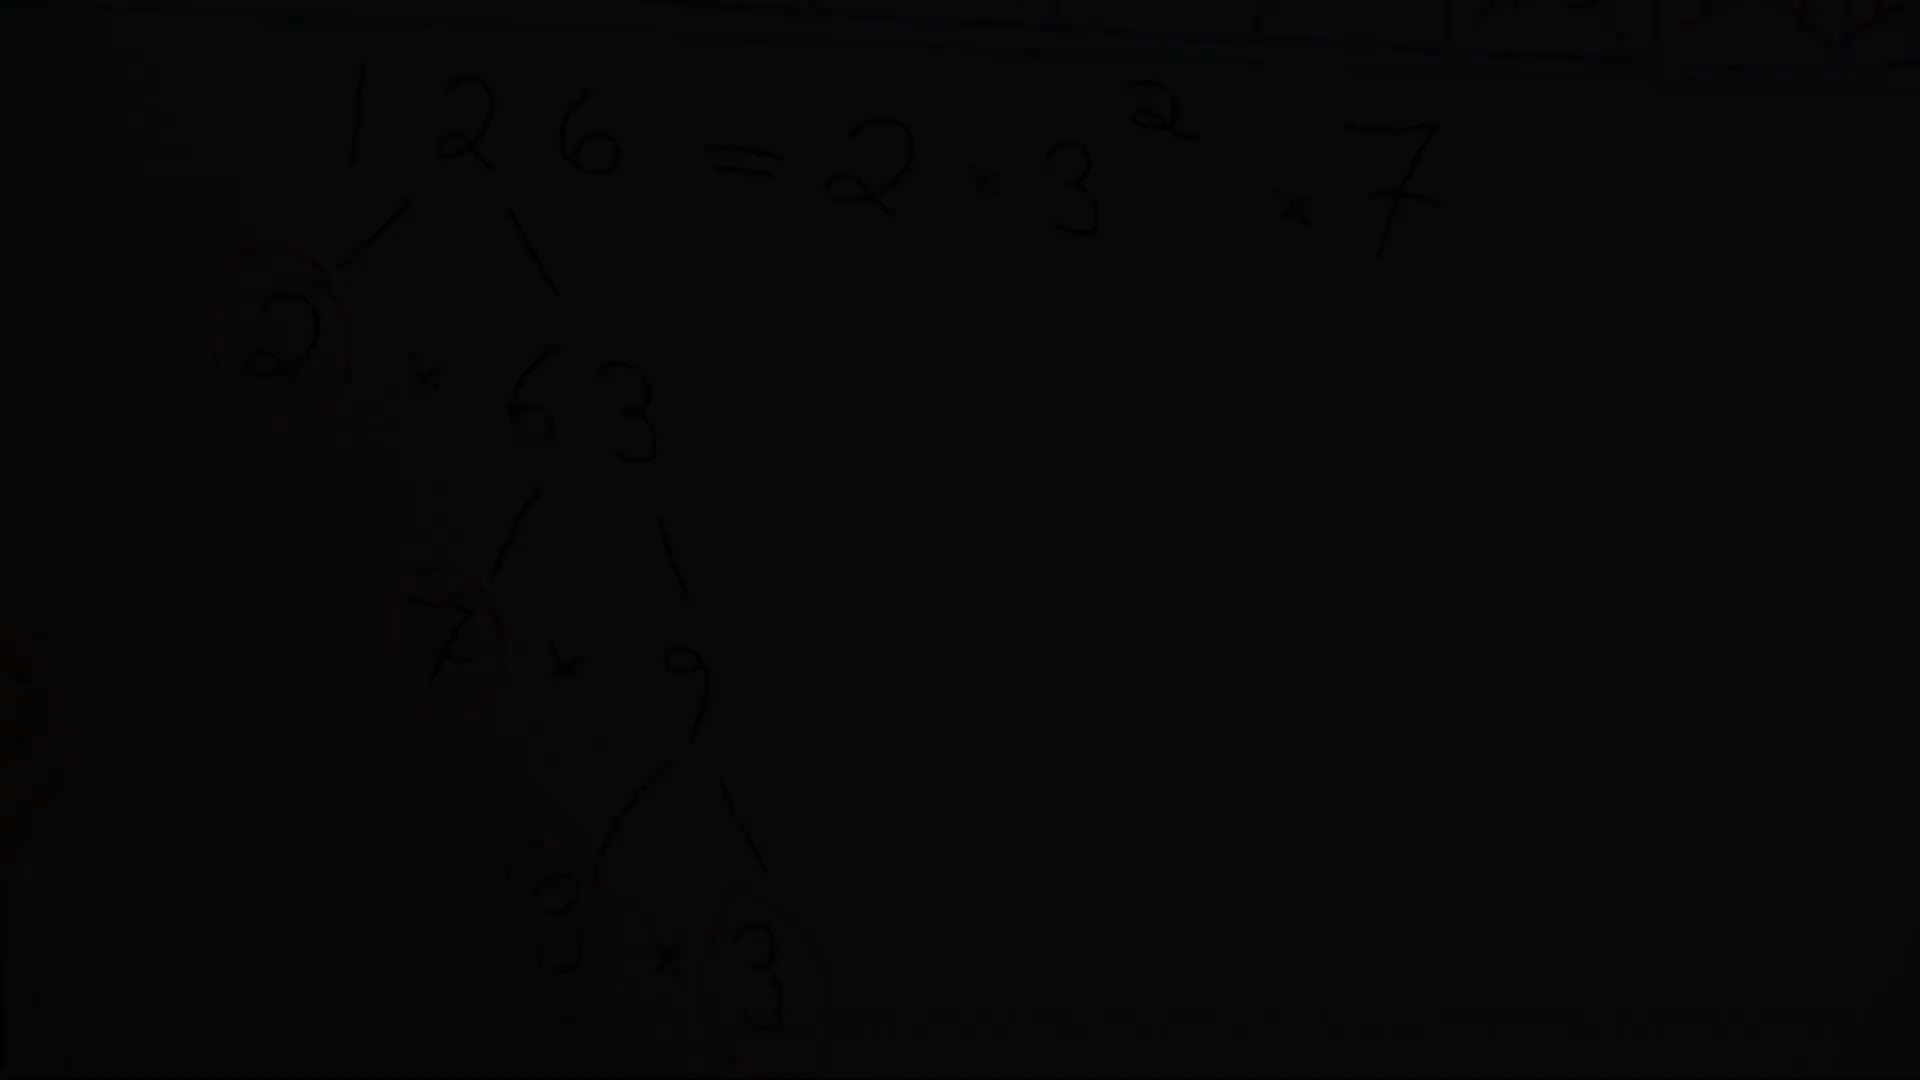 126 = 2 × 3² × 7
2 × 63
7 × 9
3 × 3